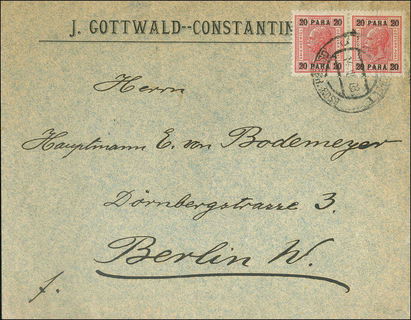 J. GOTTWALD--CONSTANTIN
20 PARA 20 20 PARA 20
20 PARA 20 20 PARA 20
Herrn
Hauptmann E. von Bodemeyer
Dörnbergstrasse 3.
Berlin W.
f.